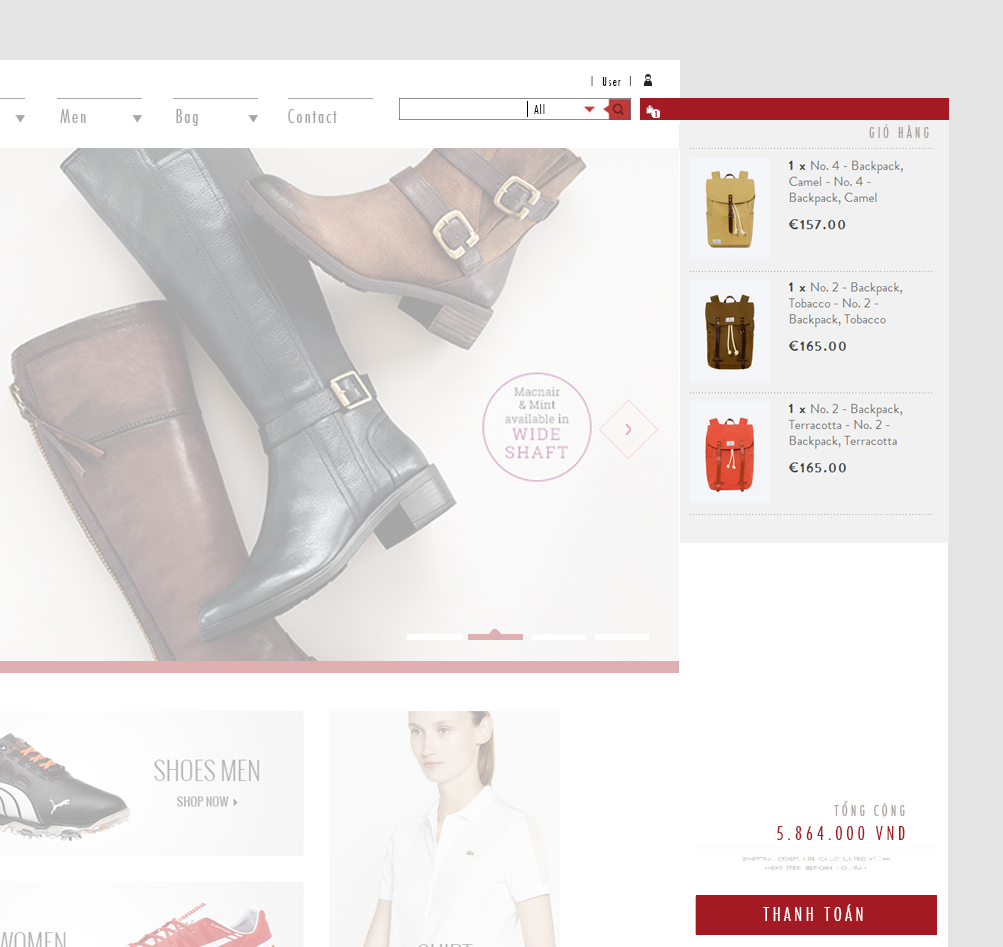 User
Men
Bag
Contact
All
1
GIỎ HÀNG
1 x No. 4 - Backpack,
Camel - No. 4 -
Backpack, Camel
€157.00
1 x No. 2 - Backpack,
Tobacco - No. 2 -
Backpack, Tobacco
€165.00
1 x No. 2 - Backpack,
Terracotta - No. 2 -
Backpack, Terracotta
€165.00
Macnair
& Mint
available in
WIDE
SHAFT
SHOES MEN
SHOP NOW
WOMEN
SHIRT
TỔNG CỘNG
5.864.000 VND
THANH TOÁN